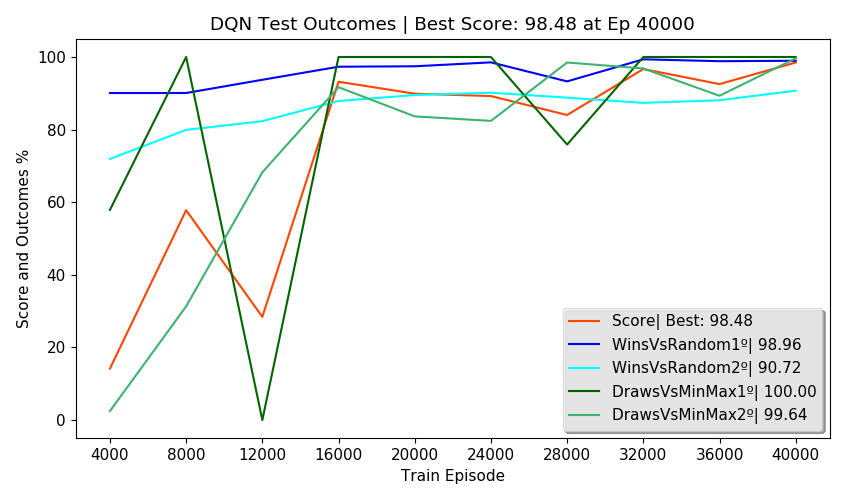 DQN Test Outcomes | Best Score: 98.48 at Ep 40000
Score and Outcomes %
100
80
60
40
20
0
4000 8000 12000 16000 20000 24000 28000 32000 36000 40000
Train Episode
Score| Best: 98.48
WinsVsRandom1º| 98.96
WinsVsRandom2º| 90.72
DrawsVsMinMax1º| 100.00
DrawsVsMinMax2º| 99.64